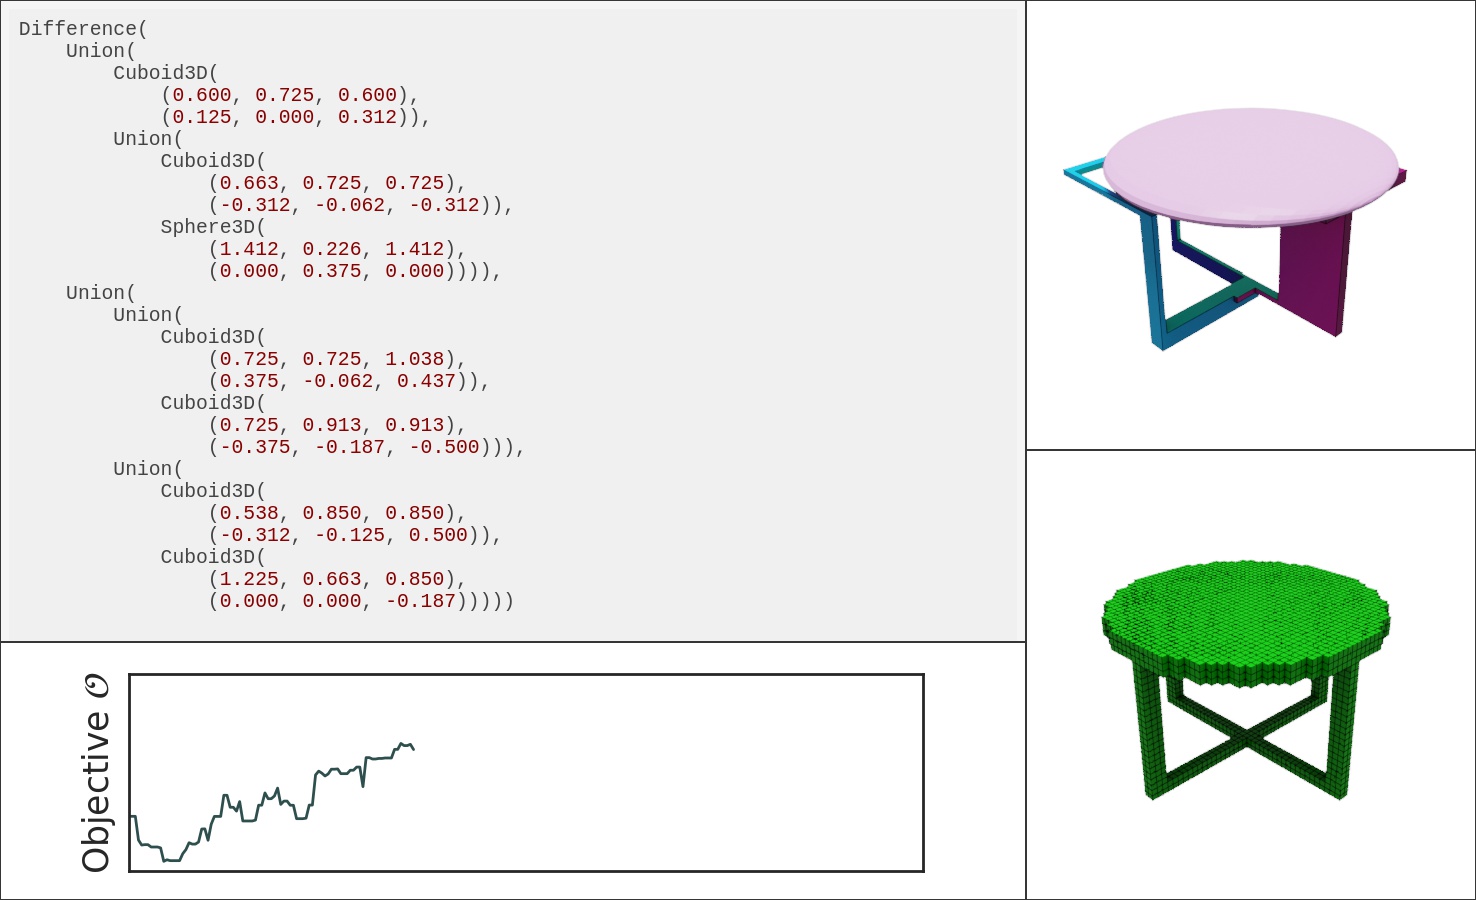 Difference(
    Union(
        Cuboid3D(
            (0.600, 0.725, 0.600),
            (0.125, 0.000, 0.312)),
        Union(
            Cuboid3D(
                (0.663, 0.725, 0.725),
                (-0.312, -0.062, -0.312)),
            Sphere3D(
                (1.412, 0.226, 1.412),
                (0.000, 0.375, 0.000)))),
    Union(
        Union(
            Cuboid3D(
                (0.725, 0.725, 1.038),
                (0.375, -0.062, 0.437)),
            Cuboid3D(
                (0.725, 0.913, 0.913),
                (-0.375, -0.187, -0.500))),
        Union(
            Cuboid3D(
                (0.538, 0.850, 0.850),
                (-0.312, -0.125, 0.500)),
            Cuboid3D(
                (1.225, 0.663, 0.850),
                (0.000, 0.000, -0.187)))))
Objective 𝒪